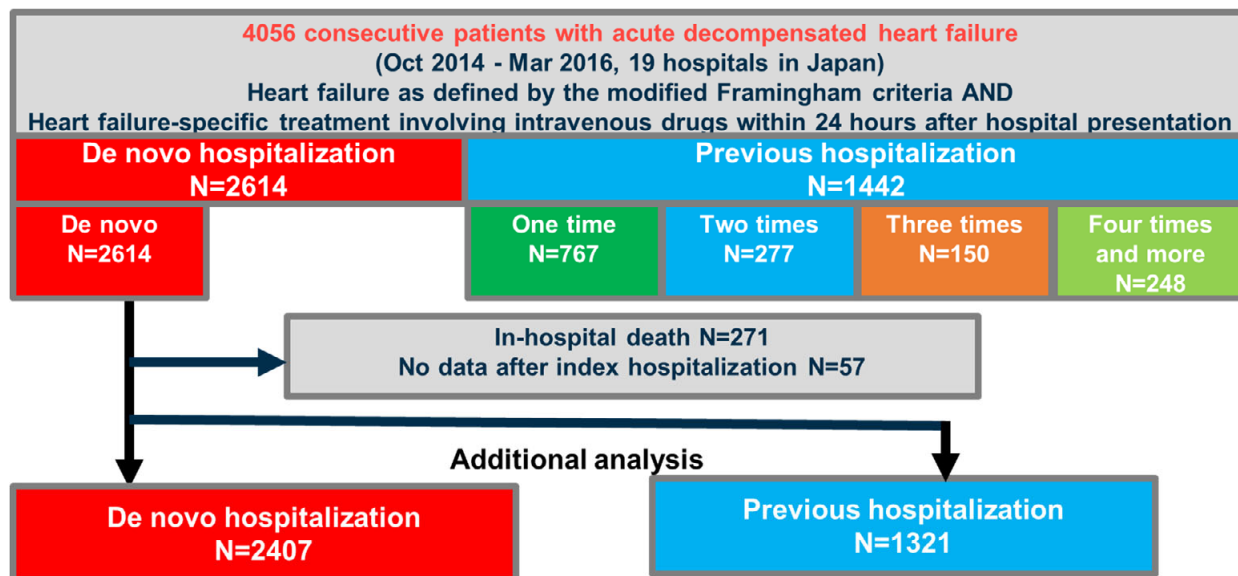 4056 consecutive patients with acute decompensated heart failure
(Oct 2014 - Mar 2016, 19 hospitals in Japan)
Heart failure as defined by the modified Framingham criteria AND
Heart failure-specific treatment involving intravenous drugs within 24 hours after hospital presentation
De novo hospitalization
N=2614
Previous hospitalization
N=1442
De novo
N=2614
One time
N=767
Two times
N=277
Three times
N=150
Four times
and more
N=248
In-hospital death N=271
No data after index hospitalization N=57
Additional analysis
De novo hospitalization
N=2407
Previous hospitalization
N=1321